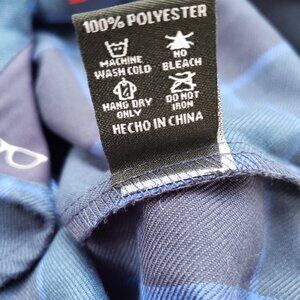 100% POLYESTER
MACHINE WASH COLD
NO BLEACH
HANG DRY ONLY
DO NOT IRON
HECHO IN CHINA